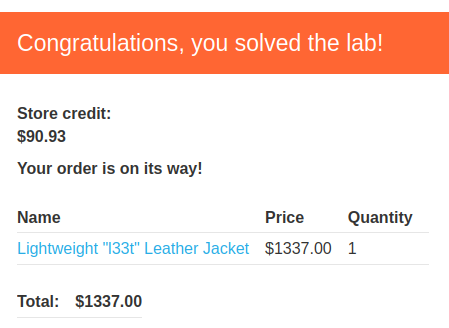 Congratulations, you solved the lab!
Store credit:
$90.93
Your order is on its way!
Name Price Quantity
Lightweight "l33t" Leather Jacket $1337.00 1
Total: $1337.00